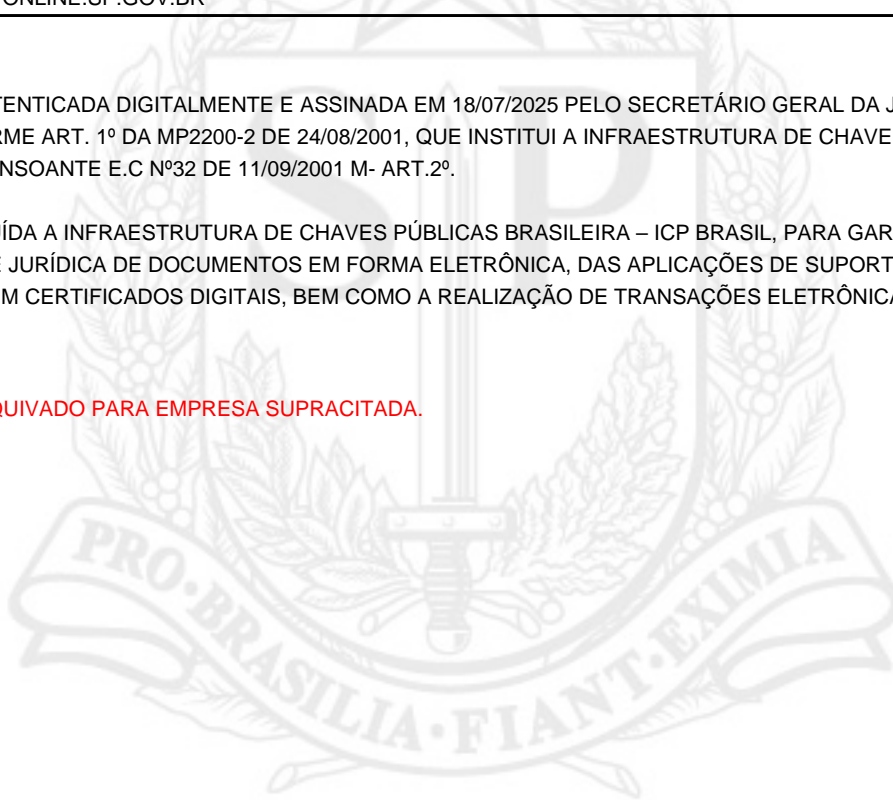 ONLINE.SP.GOV.BR
TENTICADA DIGITALMENTE E ASSINADA EM 18/07/2025 PELO SECRETÁRIO GERAL DA J
RME ART. 1º DA MP2200-2 DE 24/08/2001, QUE INSTITUI A INFRAESTRUTURA DE CHAVE
NSOANTE E.C Nº32 DE 11/09/2001 M- ART.2º.
ÍDA A INFRAESTRUTURA DE CHAVES PÚBLICAS BRASILEIRA – ICP BRASIL, PARA GAR
E JURÍDICA DE DOCUMENTOS EM FORMA ELETRÔNICA, DAS APLICAÇÕES DE SUPORT
M CERTIFICADOS DIGITAIS, BEM COMO A REALIZAÇÃO DE TRANSAÇÕES ELETRÔNICA
QUIVADO PARA EMPRESA SUPRACITADA.
SP
PRO·BRASILIA·FIANT·EXIMIA